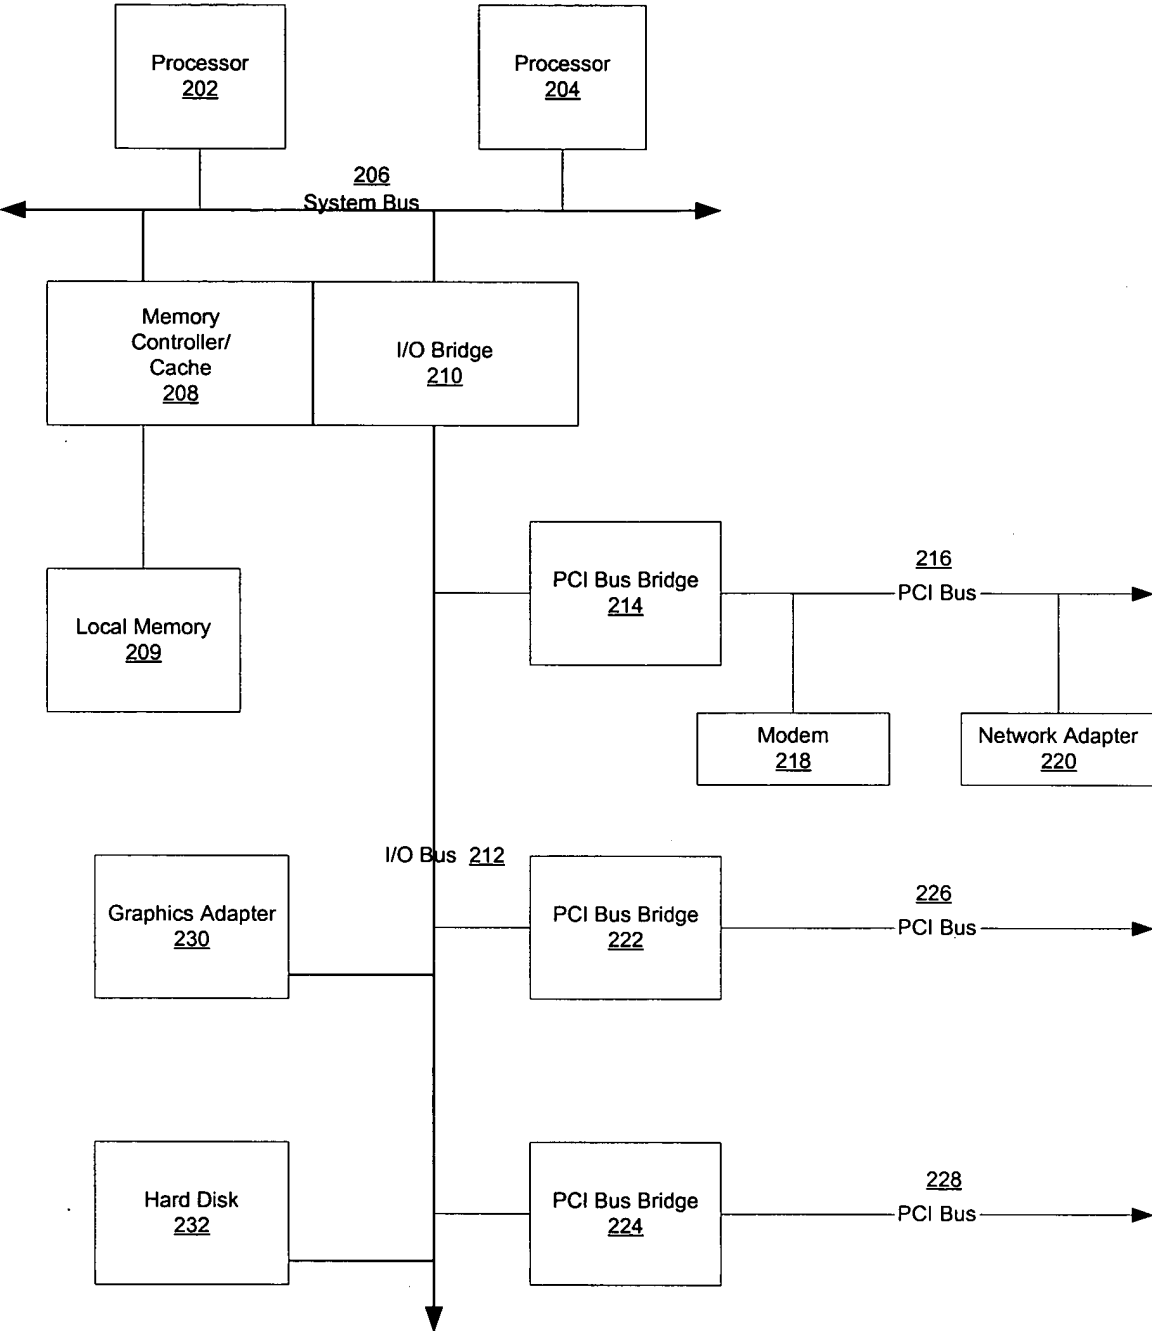 Processor
202
Processor
204
206
System Bus
Memory
Controller/
Cache
208
I/O Bridge
210
PCI Bus Bridge
214
216
PCI Bus
Local Memory
209
Modem
218
Network Adapter
220
I/O Bus 212
Graphics Adapter
230
PCI Bus Bridge
222
226
PCI Bus
Hard Disk
232
PCI Bus Bridge
224
228
PCI Bus